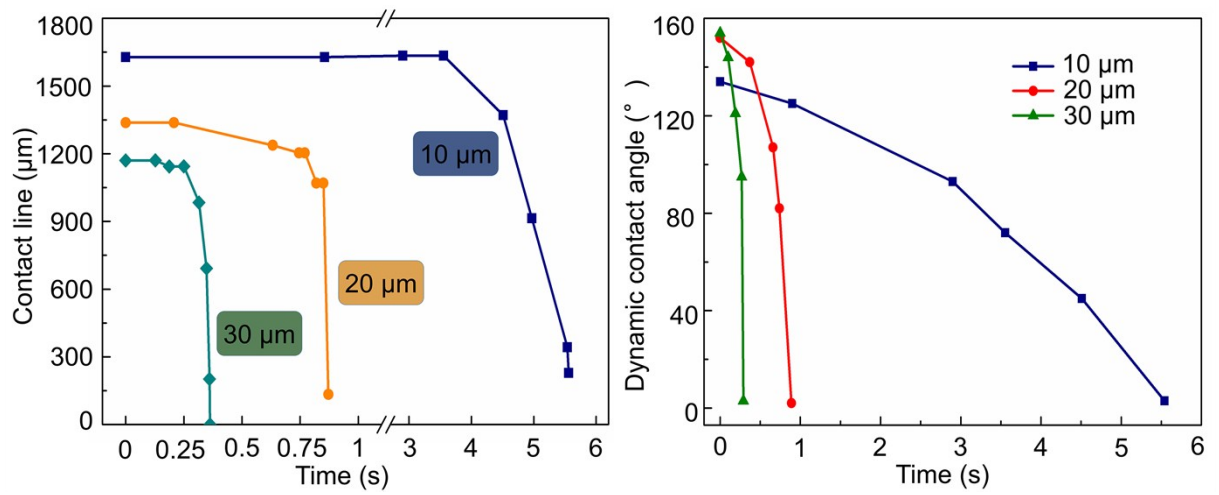 Contact line (µm)
1800
1500
1200
900
600
300
0
10 µm
20 µm
30 µm
0 0.25 0.50 0.75 1 3 4 5 6
Time (s)
Dynamic contact angle (°)
160
120
80
40
0
10 µm
20 µm
30 µm
0 1 2 3 4 5 6
Time (s)